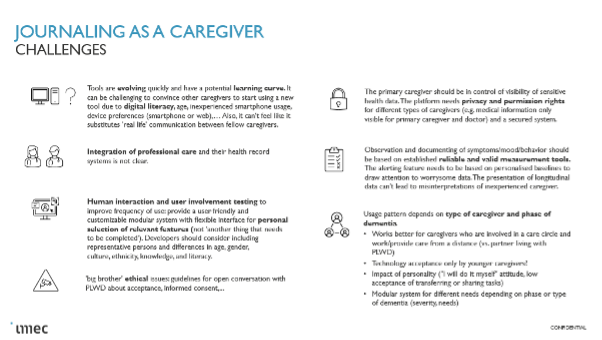 JOURNALING AS A CAREGIVER
CHALLENGES
Tools are evolving quickly and have a potential learning curve. It
can be challenging to convince other caregivers to start using a new
tool due to digital literacy, age, inexperienced smartphone usage,
device preferences (smartphone or web),... Also, it can't feel like it
substitutes 'real life' communication between fellow caregivers.
Integration of professional care and their health record
systems is not clear.
Human interaction and user involvement testing to
improve frequency of use: provide a user friendly and
customizable modular system with flexible interface for personal
selection of relevant features (not 'another thing that needs
to be completed'). Developers should consider including
representative persons and differences in age, gender,
culture, ethnicity, knowledge, and literacy.
'big brother' ethical issues: guidelines for open conversation with
PLWD about acceptance, informed consent,...
The primary caregiver should be in control of visibility of sensitive
health data. The platform needs privacy and permission rights
for different types of caregivers (e.g. medical information only
visible for primary caregiver and doctor) and a secured system.
Observation and documenting of symptoms/mood/behavior should
be based on established reliable and valid measurement tools.
The alerting feature needs to be based on personalised baselines to
draw attention to worrysome data. The presentation of longitudinal
data can't lead to misinterpretations of inexperienced caregiver.
Usage pattern depends on type of caregiver and phase of
dementia
• Works better for caregivers who are involved in a care circle and
work/provide care from a distance (vs. partner living with
PLWD)
• Technology acceptance only by younger caregivers?
• Impact of personality ("I will do it myself" attitude, low
acceptance of transferring or sharing tasks)
• Modular system for different needs depending on phase or type
of dementia (severity, needs)
imec
CONFIDENTIAL